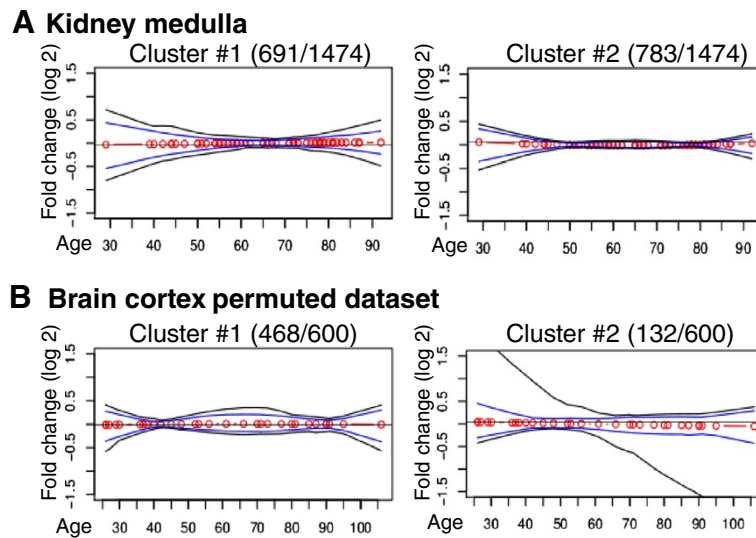 A Kidney medulla
Cluster #1 (691/1474)
Fold change (log 2)
1.5
0.5
−0.5
−1.5
Age 30 40 50 60 70 80 90
Cluster #2 (783/1474)
Fold change (log 2)
1.5
0.5
−0.5
−1.5
Age 30 40 50 60 70 80 90
B Brain cortex permuted dataset
Cluster #1 (468/600)
Fold change (log 2)
1.5
0.5
−0.5
−1.5
Age 30 40 50 60 70 80 90 100
Cluster #2 (132/600)
Fold change (log 2)
1.5
0.5
−0.5
−1.5
Age 30 40 50 60 70 80 90 100